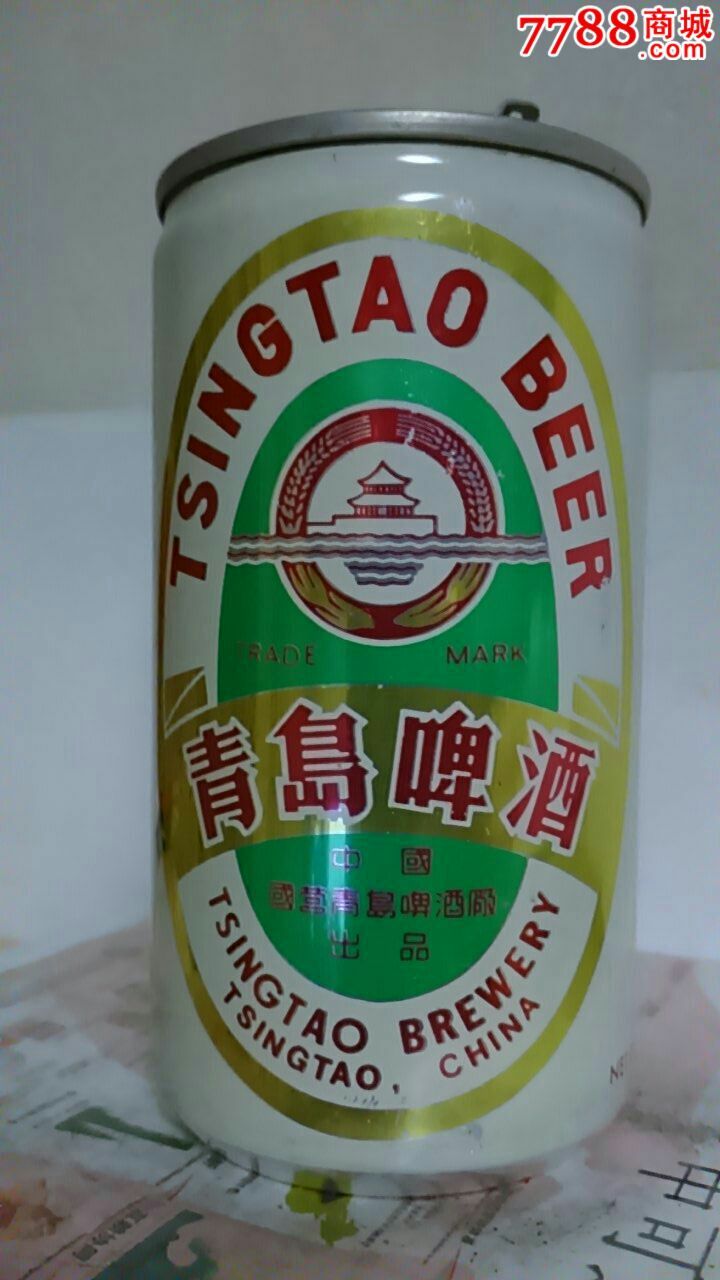 7788商城
.com
TSINGTAO BEER
TRADE MARK
青島啤酒
中國
國营青島啤酒廠
出品
TSINGTAO BREWERY
TSINGTAO, CHINA